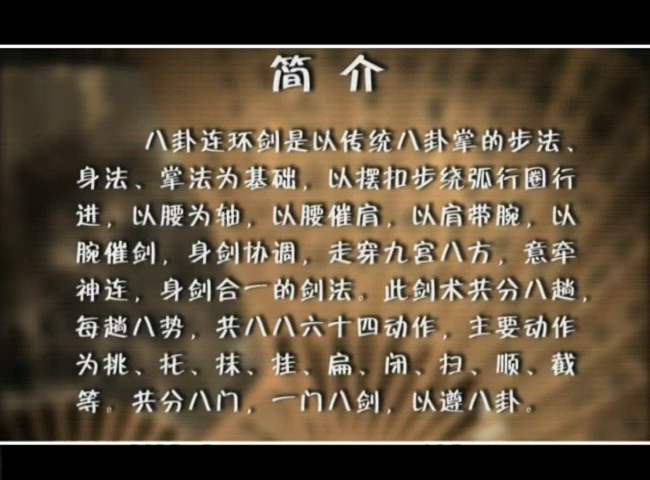 简 介
八卦连环剑是以传统八卦掌的步法、
身法、掌法为基础，以摆扣步绕弧行圈行
进，以腰为轴，以腰催肩，以肩带腕，以
腕催剑，身剑协调，走穿九宫八方，意牵
神连，身剑合一的剑法。此剑术共分八趟，
每趟八势，共八八六十四动作，主要动作
为挑、托、抹、挂、扁、闭、扫、顺、截
等。共分八门，一门八剑，以遵八卦。